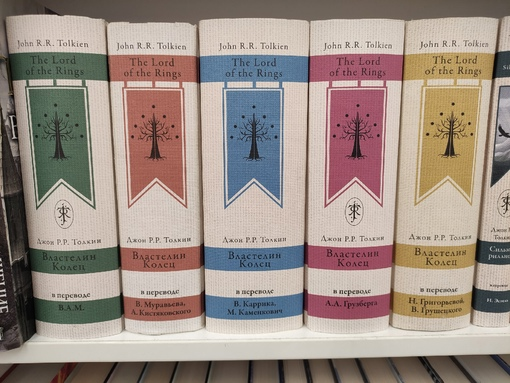 John R.R. Tolkien
The Lord
of the Rings
Джон Р.Р. Толкин
Властелин
Колец
в переводе
В.А.М.
John R.R. Tolkien
The Lord
of the Rings
Джон Р.Р. Толкин
Властелин
Колец
в переводе
В. Муравьева,
А. Кистяковского
John R.R. Tolkien
The Lord
of the Rings
Джон Р.Р. Толкин
Властелин
Колец
в переводе
В. Каррика,
М. Каменкович
John R.R. Tolkien
The Lord
of the Rings
Джон Р.Р. Толкин
Властелин
Колец
в переводе
А.А. Грузберга
John R.R. Tolkien
The Lord
of the Rings
Джон Р.Р. Толкин
Властелин
Колец
в переводе
Н. Григорьевой,
В. Грушецкого